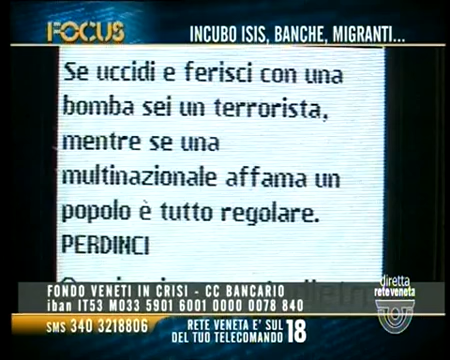 FOCUS
INCUBO ISIS, BANCHE, MIGRANTI...
Se uccidi e ferisci con una
bomba sei un terrorista,
mentre se una
multinazionale affama un
popolo è tutto regolare.
PERDINCI
FONDO VENETI IN CRISI - CC BANCARIO
iban IT53 M033 5901 6001 0000 0078 840
diretta
reteveneta
SMS 340 3218806
RETE VENETA E' SUL
DEL TUO TELECOMANDO
18